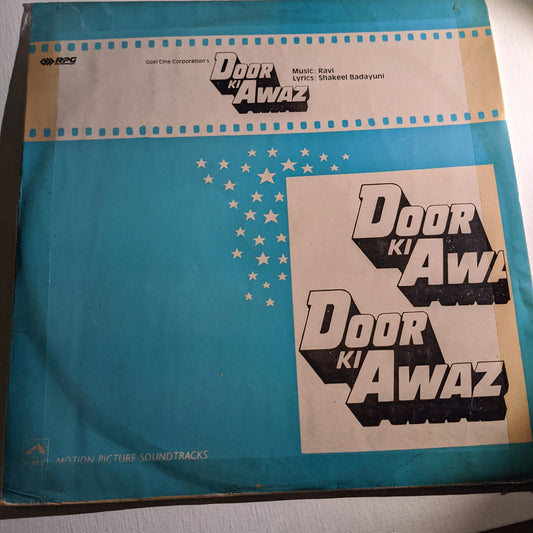 RPG
Goel Cine Corporation's
DOOR
KI
AWAZ
Music: Ravi
Lyrics: Shakeel Badayuni
DOOR
KI AWA
DOOR
KI AWAZ
MOTION PICTURE SOUNDTRACKS